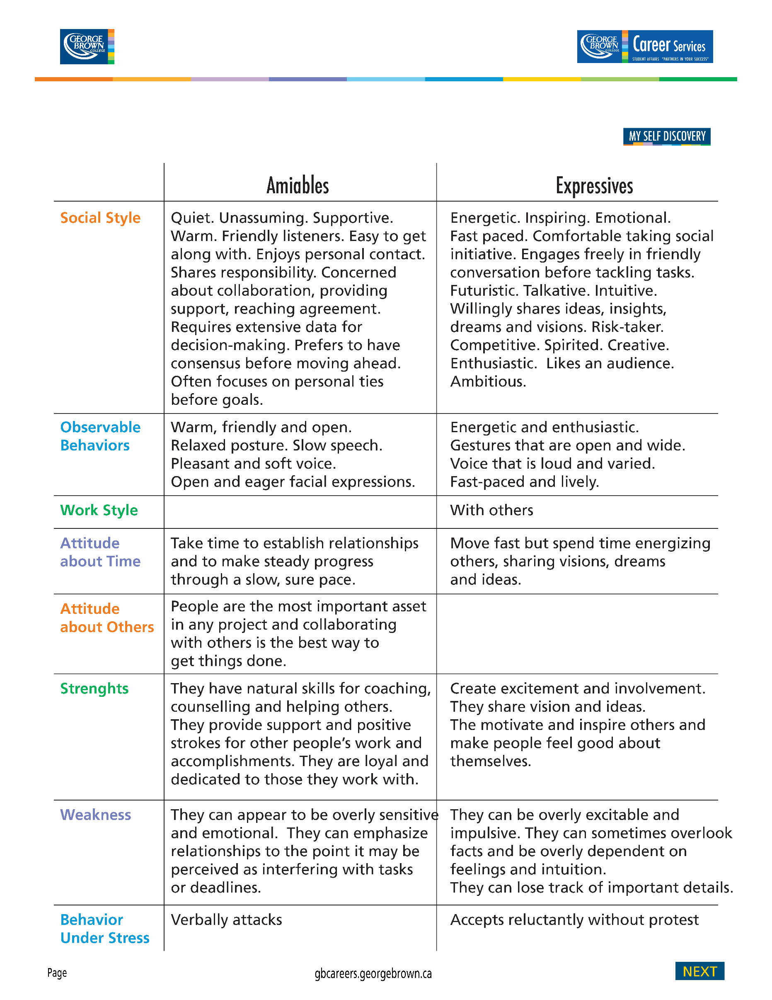 GEORGE
BROWN
COLLEGE
GEORGE
BROWN
COLLEGE
Career Services
STUDENT AFFAIRS "PARTNERS IN YOUR SUCCESS"
MY SELF DISCOVERY
Amiables
Expressives
Social Style
Quiet. Unassuming. Supportive.
Warm. Friendly listeners. Easy to get
along with. Enjoys personal contact.
Shares responsibility. Concerned
about collaboration, providing
support, reaching agreement.
Requires extensive data for
decision-making. Prefers to have
consensus before moving ahead.
Often focuses on personal ties
before goals.
Energetic. Inspiring. Emotional.
Fast paced. Comfortable taking social
initiative. Engages freely in friendly
conversation before tackling tasks.
Futuristic. Talkative. Intuitive.
Willingly shares ideas, insights,
dreams and visions. Risk-taker.
Competitive. Spirited. Creative.
Enthusiastic. Likes an audience.
Ambitious.
Observable
Behaviors
Warm, friendly and open.
Relaxed posture. Slow speech.
Pleasant and soft voice.
Open and eager facial expressions.
Energetic and enthusiastic.
Gestures that are open and wide.
Voice that is loud and varied.
Fast-paced and lively.
Work Style
With others
Attitude
about Time
Take time to establish relationships
and to make steady progress
through a slow, sure pace.
Move fast but spend time energizing
others, sharing visions, dreams
and ideas.
Attitude
about Others
People are the most important asset
in any project and collaborating
with others is the best way to
get things done.
Strenghts
They have natural skills for coaching,
counselling and helping others.
They provide support and positive
strokes for other people's work and
accomplishments. They are loyal and
dedicated to those they work with.
Create excitement and involvement.
They share vision and ideas.
The motivate and inspire others and
make people feel good about
themselves.
Weakness
They can appear to be overly sensitive
and emotional. They can emphasize
relationships to the point it may be
perceived as interfering with tasks
or deadlines.
They can be overly excitable and
impulsive. They can sometimes overlook
facts and be overly dependent on
feelings and intuition.
They can lose track of important details.
Behavior
Under Stress
Verbally attacks
Accepts reluctantly without protest
Page
gbcareers.georgebrown.ca
NEXT